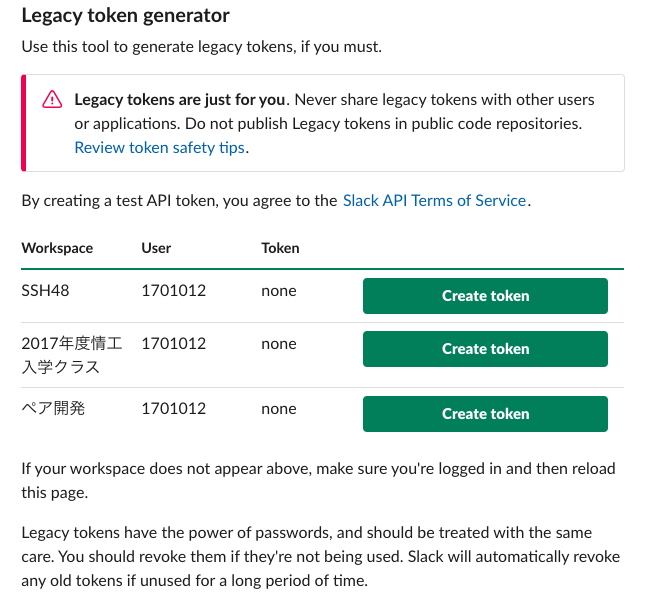 Legacy token generator
Use this tool to generate legacy tokens, if you must.
Legacy tokens are just for you. Never share legacy tokens with other users
or applications. Do not publish Legacy tokens in public code repositories.
Review token safety tips.
By creating a test API token, you agree to the Slack API Terms of Service.
Workspace User Token
SSH48 1701012 none Create token
2017年度情工 1701012 none Create token
入学クラス
ペア開発 1701012 none Create token
If your workspace does not appear above, make sure you're logged in and then reload
this page.
Legacy tokens have the power of passwords, and should be treated with the same
care. You should revoke them if they're not being used. Slack will automatically revoke
any old tokens if unused for a long period of time.